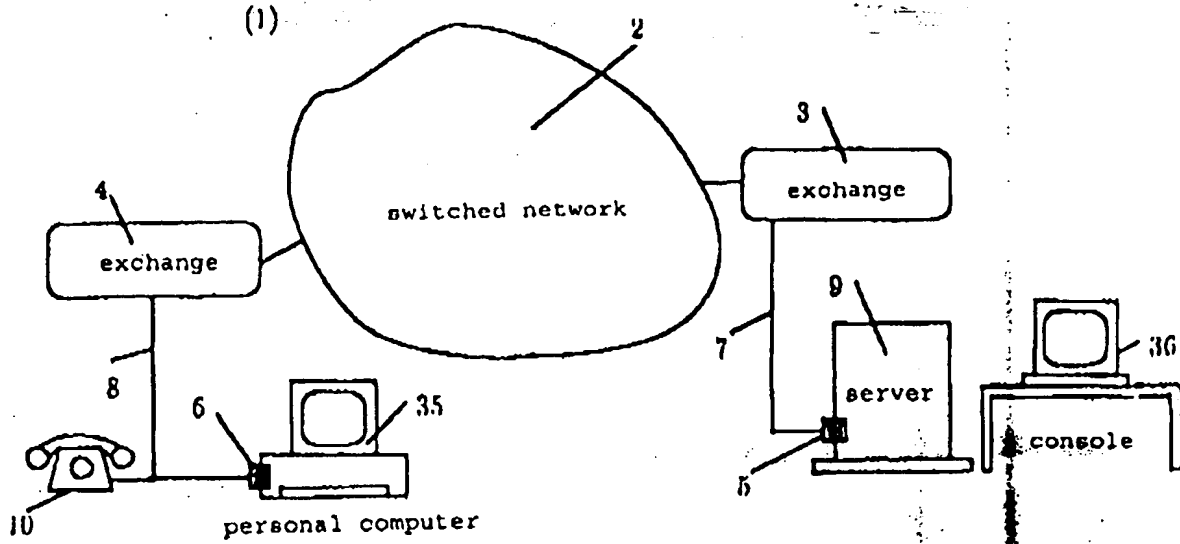 (1)
2
3
exchange
switched network
4
exchange
9
7
36
8
server
6
35
console
5
10
personal computer